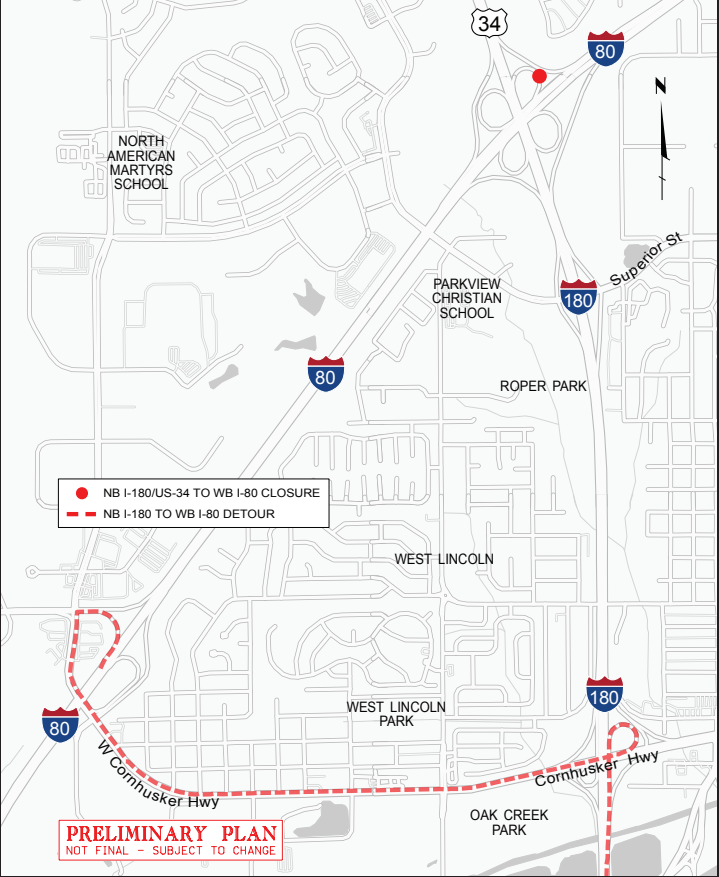 34
80
N
NORTH
AMERICAN
MARTYRS
SCHOOL
Superior St
PARKVIEW
CHRISTIAN
SCHOOL
180
80
ROPER PARK
NB I-180/US-34 TO WB I-80 CLOSURE
NB I-180 TO WB I-80 DETOUR
WEST LINCOLN
180
WEST LINCOLN
PARK
80
W Cornhusker Hwy
Cornhusker Hwy
OAK CREEK
PARK
PRELIMINARY PLAN
NOT FINAL - SUBJECT TO CHANGE